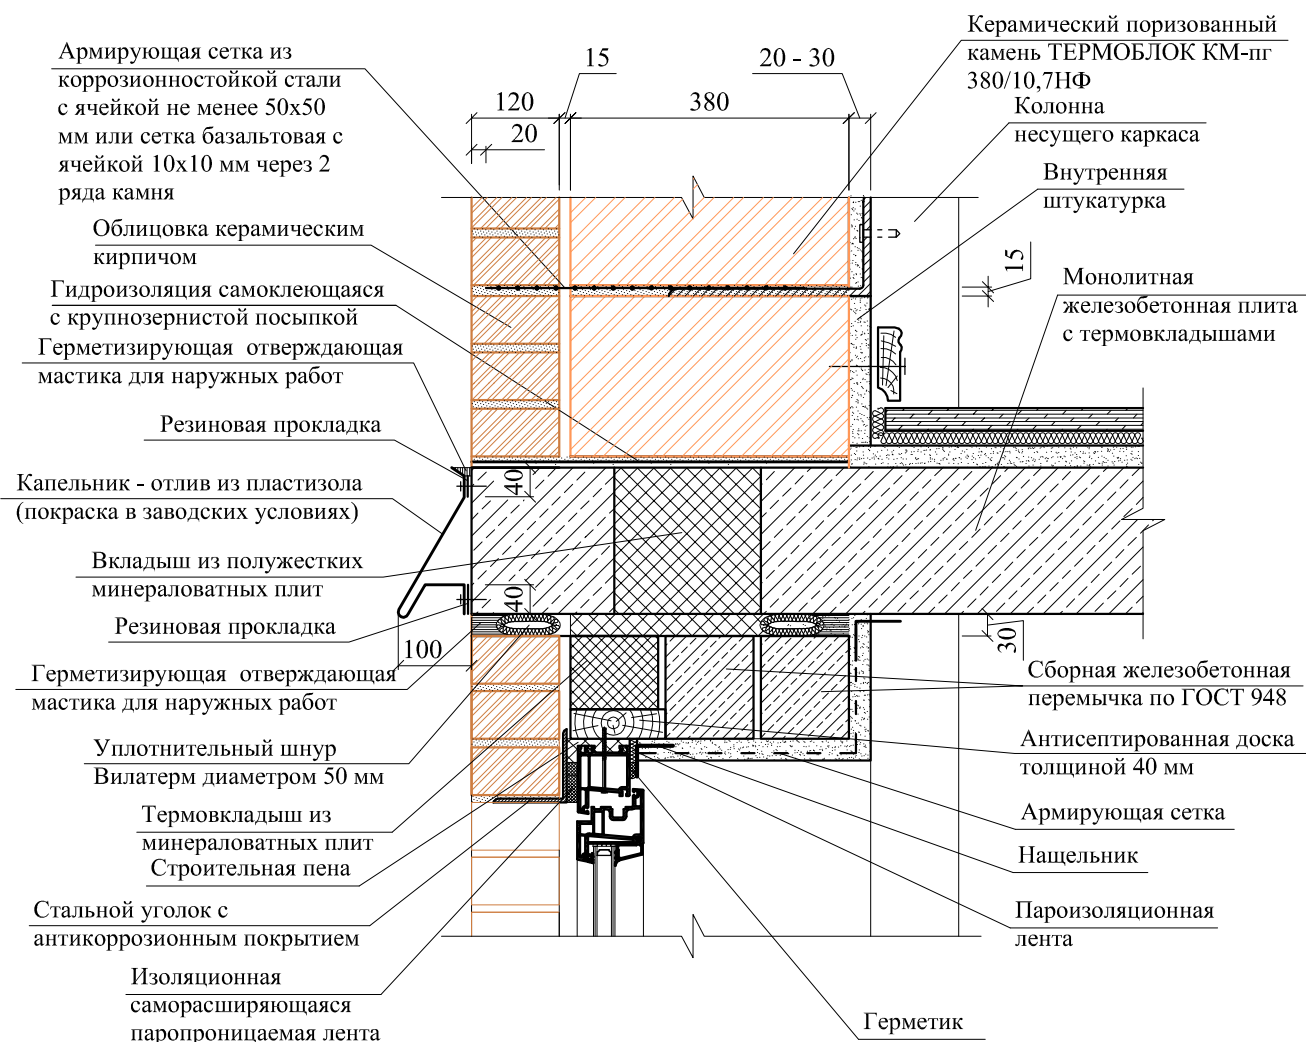 Армирующая сетка из
коррозионностойкой стали
с ячейкой не менее 50x50
мм или сетка базальтовая с
ячейкой 10x10 мм через 2
ряда камня
Облицовка керамическим
кирпичом
Гидроизоляция самоклеющаяся
с крупнозернистой посыпкой
Герметизирующая отверждающая
мастика для наружных работ
Резиновая прокладка
Капельник - отлив из пластизола
(покраска в заводских условиях)
Вкладыш из полужестких
минераловатных плит
Резиновая прокладка
100
Герметизирующая отверждающая
мастика для наружных работ
Уплотнительный шнур
Вилатерм диаметром 50 мм
Термовкладыш из
минераловатных плит
Строительная пена
Стальной уголок с
антикоррозионным покрытием
Изоляционная
саморасширяющаяся
паропроницаемая лента
15
20 - 30
120
380
20
40
40
Керамический поризованный
камень ТЕРМОБЛОК КМ-пг
380/10,7НФ
Колонна
несущего каркаса
Внутренняя
штукатурка
15
Монолитная
железобетонная плита
с термовкладышами
30
Сборная железобетонная
перемычка по ГОСТ 948
Антисептированная доска
толщиной 40 мм
Армирующая сетка
Нащельник
Пароизоляционная
лента
Герметик